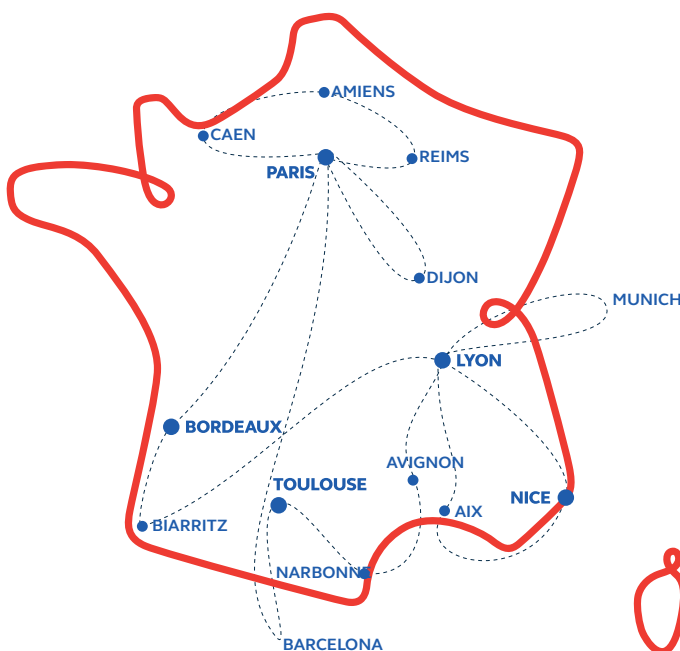 AMIENS
CAEN
REIMS
PARIS
DIJON
MUNICH
LYON
BORDEAUX
AVIGNON
TOULOUSE
NICE
AIX
BIARRITZ
NARBONNE
BARCELONA